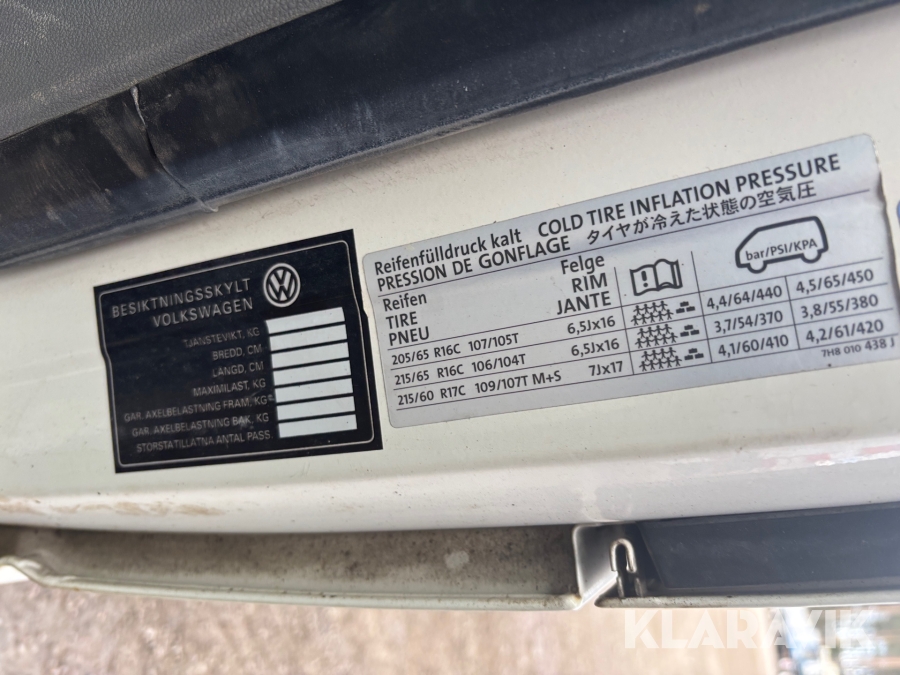 BESIKTNINGSSKYLT
VOLKSWAGEN
TJÄNSTEVIKT, KG
BREDD, CM
LÄNGD, CM
MAXIMILAST, KG
GAR. AXELBELASTNING FRAM, KG
GAR. AXELBELASTNING BAK, KG
STORSTA TILLATNA ANTAL PASS
Reifenfülldruck kalt COLD TIRE INFLATION PRESSURE
PRESSION DE GONFLAGE タイヤが冷えた状態の空気圧
Reifen Felge
TIRE RIM
PNEU JANTE
bar/PSI/KPA
205/65 R16C 107/105T 6,5Jx16 4,4/64/440 4,5/65/450
215/65 R16C 106/104T 6,5Jx16 3,7/54/370 3,8/55/380
215/60 R17C 109/107T M+S 7Jx17 4,1/60/410 4,2/61/420
7H8 010 438 J
KLARAVIK